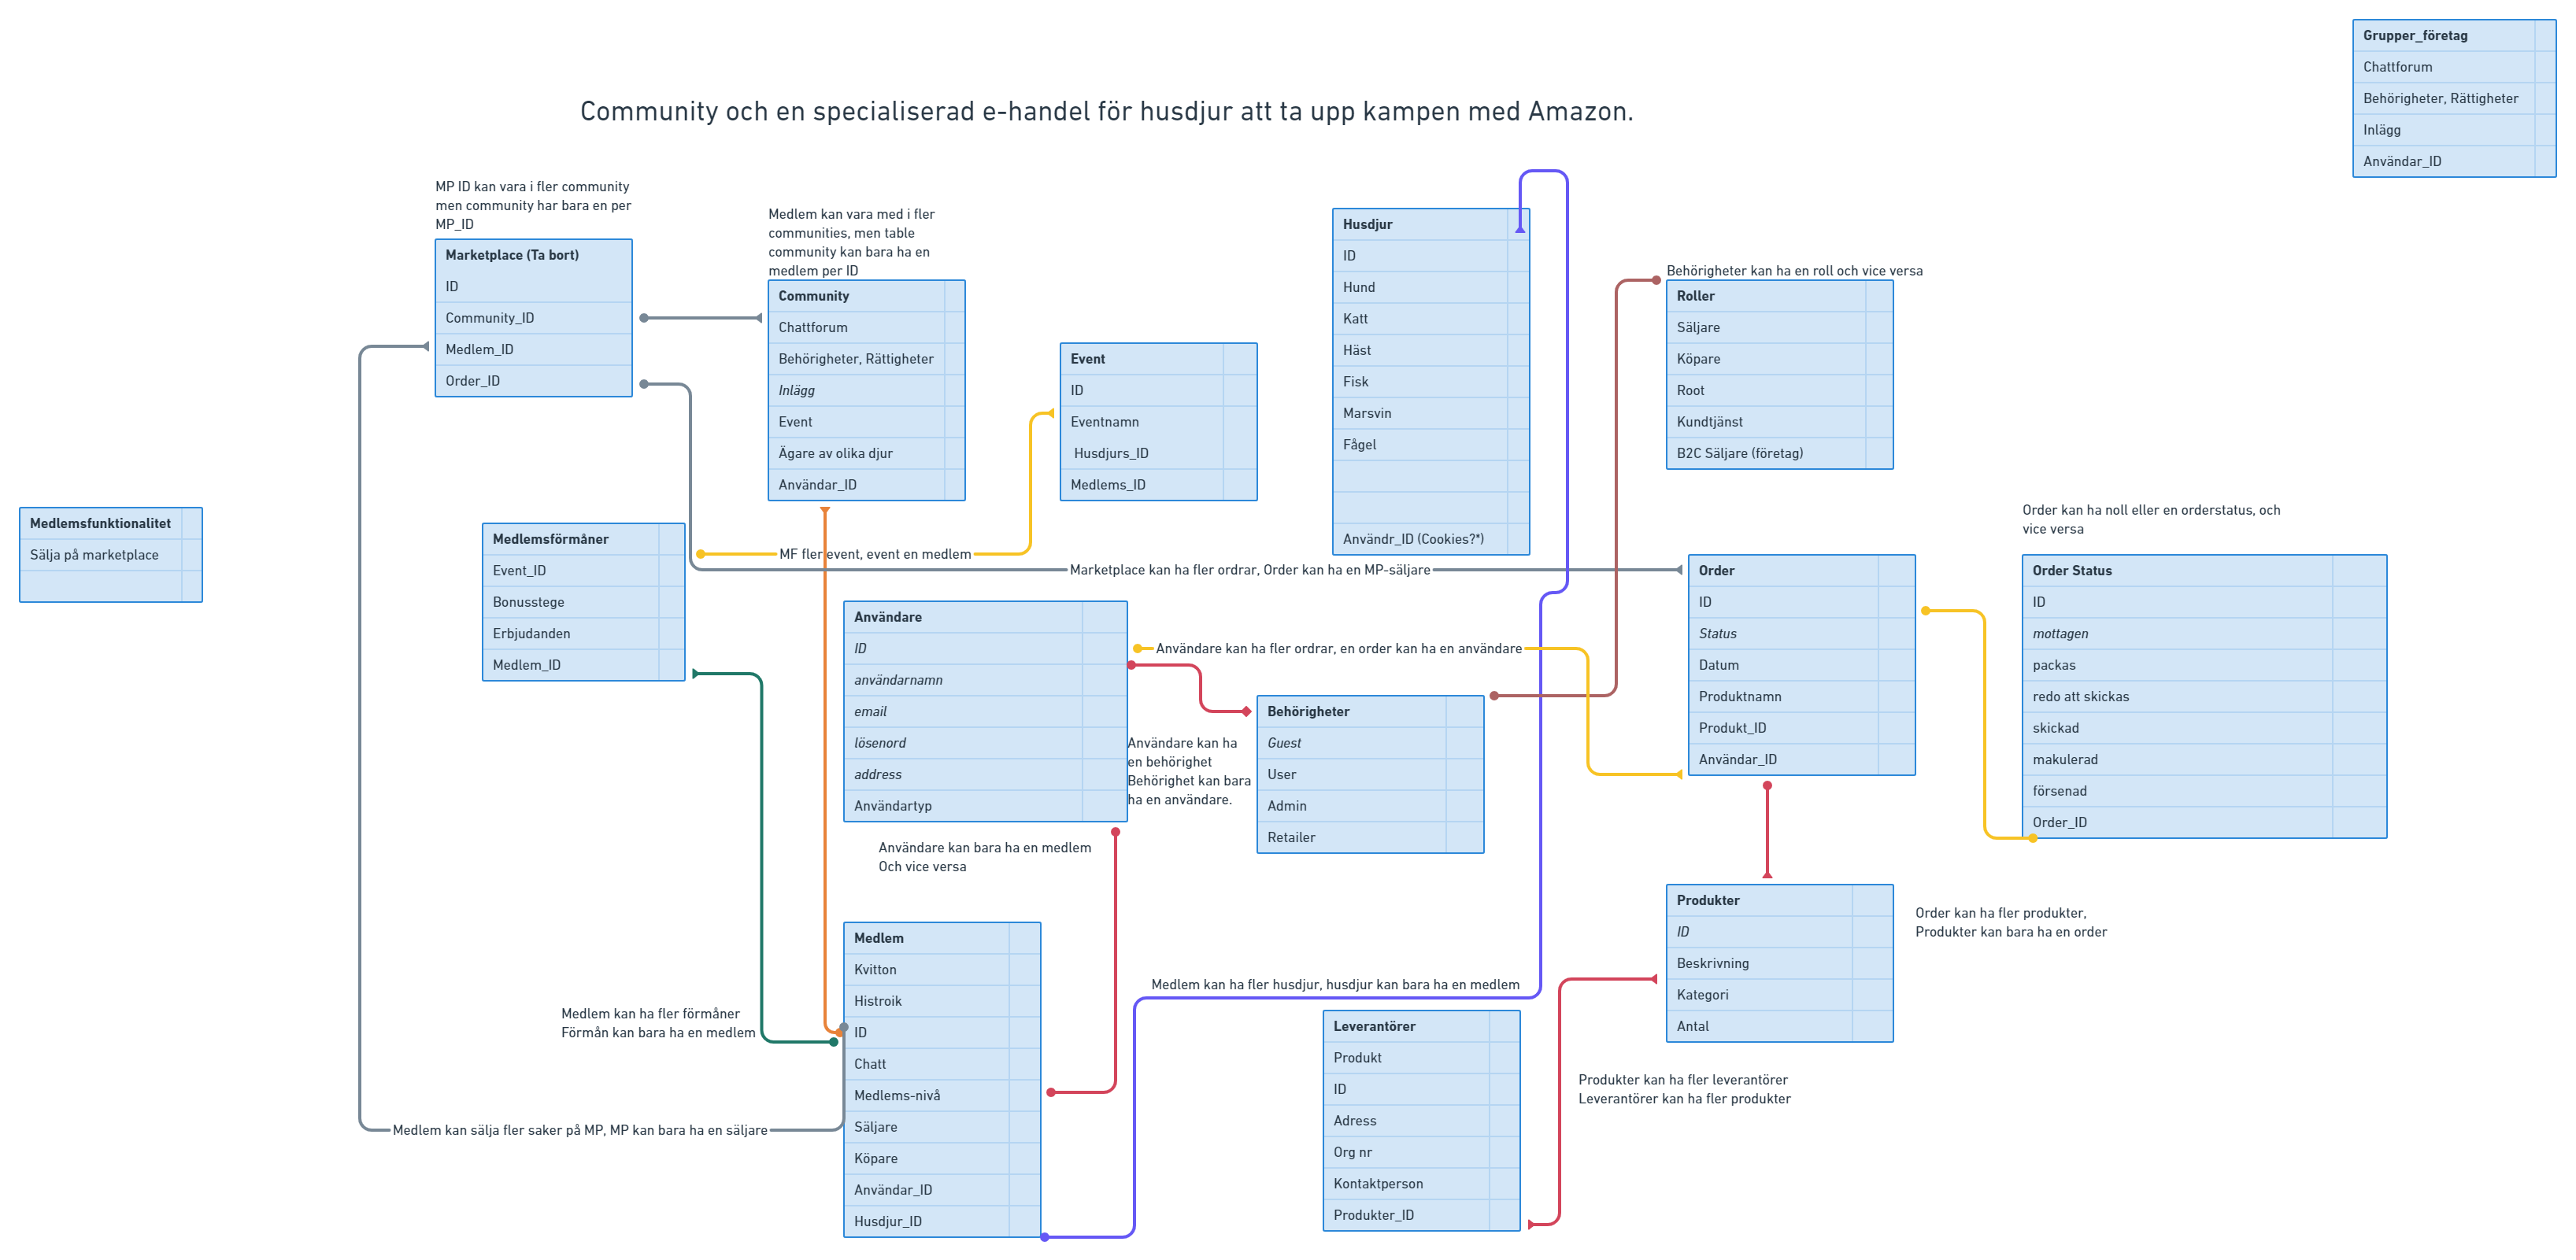 Grupper_företag
Chattforum
Behörigheter, Rättigheter
Inlägg
Användar_ID
Community och en specialiserad e-handel för husdjur att ta upp kampen med Amazon.
MP ID kan vara i fler community
men community har bara en per
MP_ID
Marketplace (Ta bort)
ID
Community_ID
Medlem_ID
Order_ID
Medlem kan vara med i fler
communities, men table
community kan bara ha en
medlem per ID
Community
Chattforum
Behörigheter, Rättigheter
Inlägg
Event
Ägare av olika djur
Användar_ID
Event
ID
Eventnamn
Husdjurs_ID
Medlems_ID
Husdjur
ID
Hund
Katt
Häst
Fisk
Marsvin
Fågel
Användr_ID (Cookies?*)
Behörigheter kan ha en roll och vice versa
Roller
Säljare
Köpare
Root
Kundtjänst
B2C Säljare (företag)
Medlemsfunktionalitet
Sälja på marketplace
Medlemsförmåner
Event_ID
Bonusstege
Erbjudanden
Medlem_ID
MF fler event, event en medlem
Marketplace kan ha fler ordrar, Order kan ha en MP-säljare
Order
ID
Status
Datum
Produktnamn
Produkt_ID
Användar_ID
Order kan ha noll eller en orderstatus, och
vice versa
Order Status
ID
mottagen
packas
redo att skickas
skickad
makulerad
försenad
Order_ID
Användare
ID
användarnamn
email
lösenord
address
Användartyp
Användare kan ha fler ordrar, en order kan ha en användare
Behörigheter
Guest
User
Admin
Retailer
Användare kan ha
en behörighet
Behörighet kan bara
ha en användare.
Användare kan bara ha en medlem
Och vice versa
Medlem
Kvitton
Histroik
ID
Chatt
Medlems-nivå
Säljare
Köpare
Användar_ID
Husdjur_ID
Medlem kan ha fler förmåner
Förmån kan bara ha en medlem
Medlem kan sälja fler saker på MP, MP kan bara ha en säljare
Medlem kan ha fler husdjur, husdjur kan bara ha en medlem
Leverantörer
Produkt
ID
Adress
Org nr
Kontaktperson
Produkter_ID
Produkter
ID
Beskrivning
Kategori
Antal
Order kan ha fler produkter,
Produkter kan bara ha en order
Produkter kan ha fler leverantörer
Leverantörer kan ha fler produkter